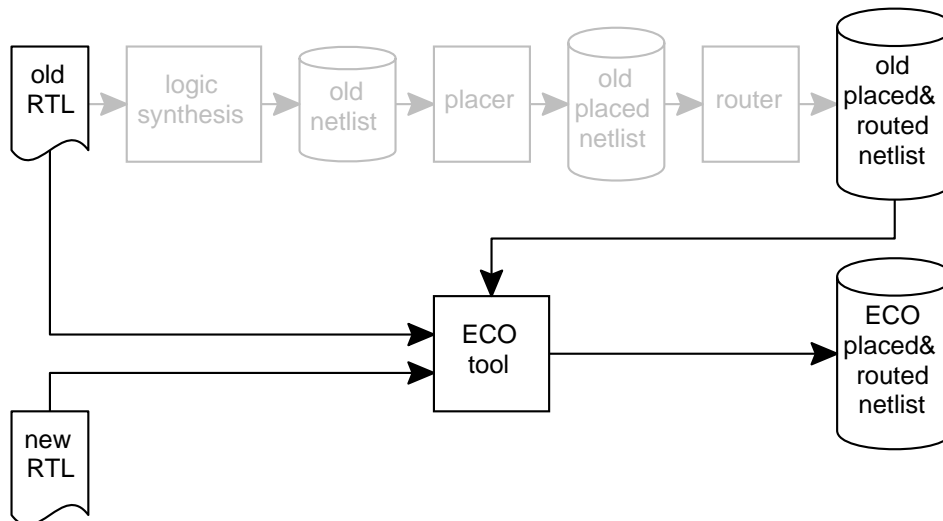 old
RTL
logic
synthesis
old
netlist
placer
old
placed
netlist
router
old
placed&
routed
netlist
ECO
tool
ECO
placed&
routed
netlist
new
RTL